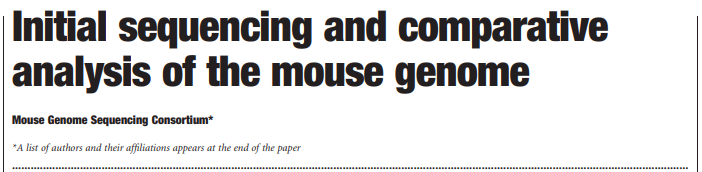 Initial sequencing and comparative
analysis of the mouse genome
Mouse Genome Sequencing Consortium*
*A list of authors and their affiliations appears at the end of the paper